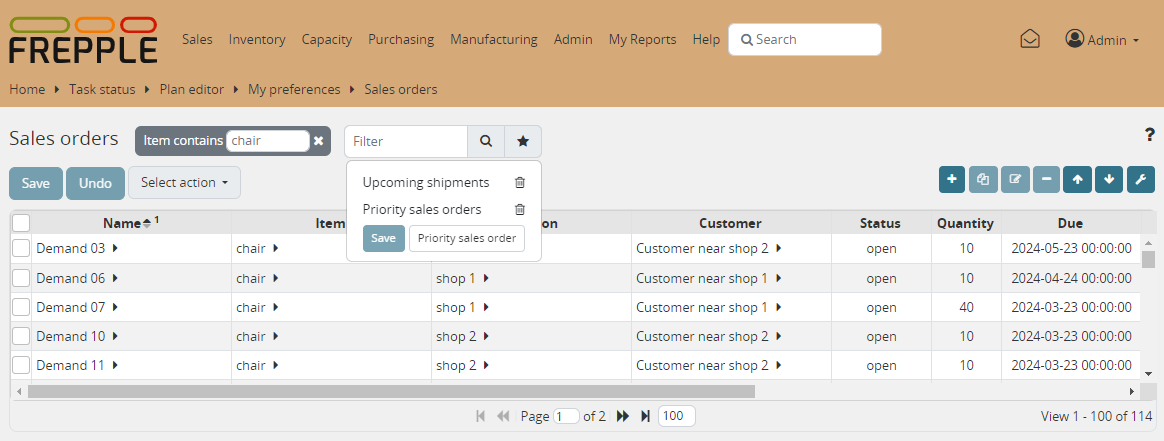 FREPPLE
Sales Inventory Capacity Purchasing Manufacturing Admin My Reports Help Search Admin
Home Task status Plan editor My preferences Sales orders
Sales orders Item contains chair Filter ?
Save Undo Select action
Upcoming shipments
Priority sales orders
Save Priority sales order
Name 1 Item on Customer Status Quantity Due
Demand 03 chair Customer near shop 2 open 10 2024-05-23 00:00:00
Demand 06 chair shop 1 Customer near shop 1 open 10 2024-04-24 00:00:00
Demand 07 chair shop 1 Customer near shop 1 open 40 2024-03-23 00:00:00
Demand 10 chair shop 2 Customer near shop 2 open 10 2024-03-23 00:00:00
Demand 11 chair shop 2 Customer near shop 2 open 10 2024-03-23 00:00:00
Page 1 of 2 100 View 1 - 100 of 114